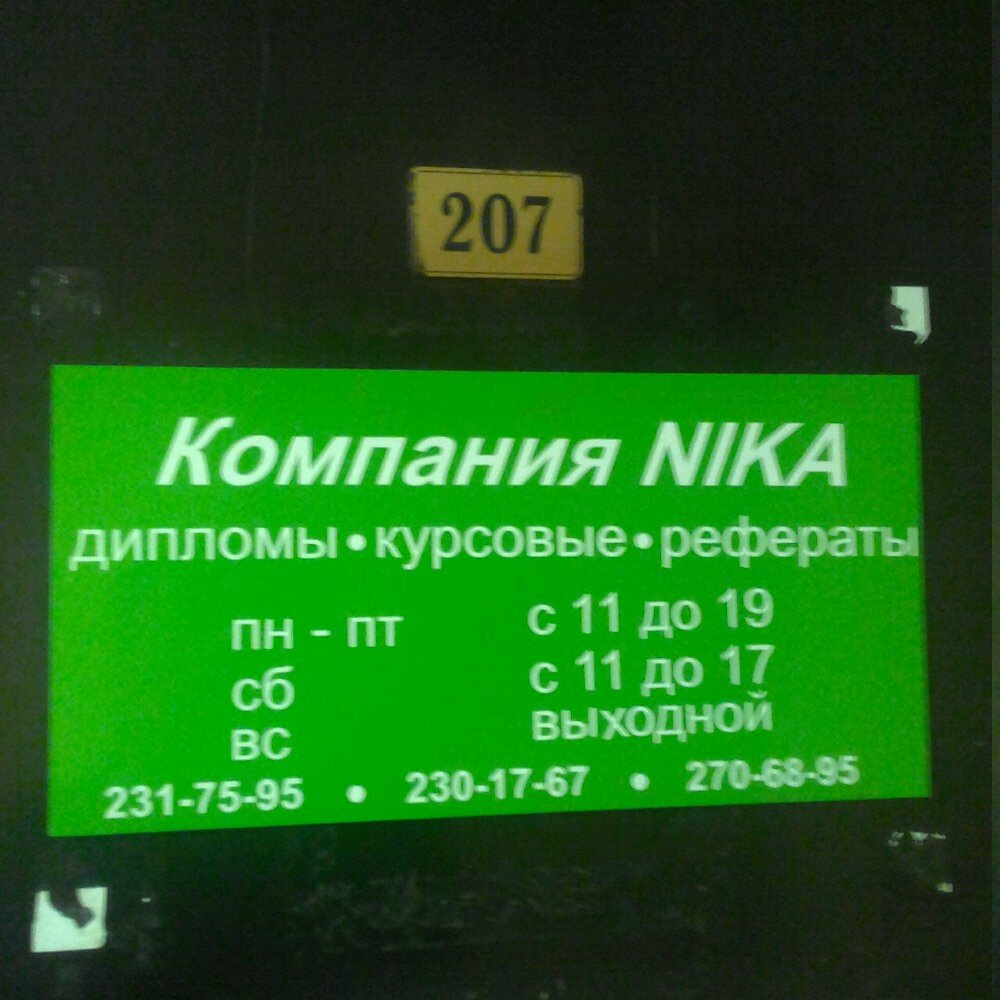 207
Компания NIKA
дипломы • курсовые • рефераты
пн - пт с 11 до 19
сб с 11 до 17
вс выходной
231-75-95 • 230-17-67 • 270-68-95